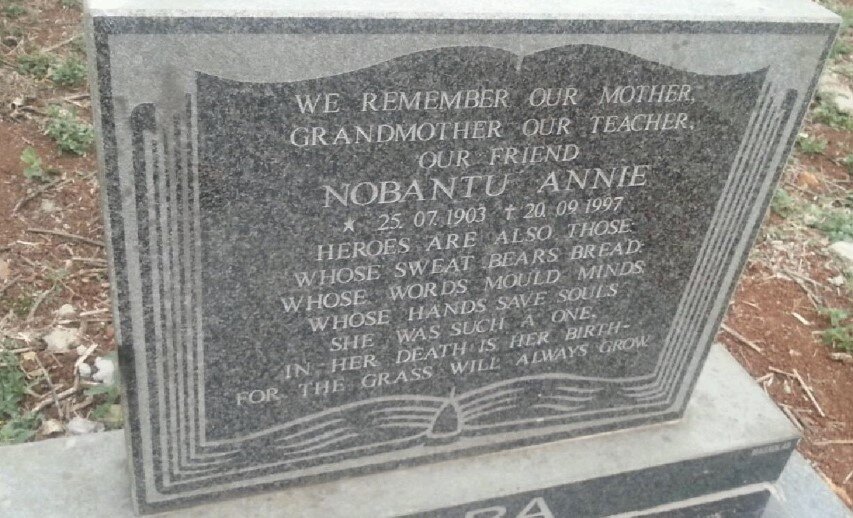 WE REMEMBER OUR MOTHER,
GRANDMOTHER OUR TEACHER,
OUR FRIEND
NOBANTU ANNIE
★ 25. 07. 1903 † 20. 09. 1997
HEROES ARE ALSO THOSE:
WHOSE SWEAT BEARS BREAD:
WHOSE WORDS MOULD MINDS:
WHOSE HANDS SAVE SOULS
SHE WAS SUCH A ONE,
IN HER DEATH IS HER BIRTH-
FOR THE GRASS WILL ALWAYS GROW.